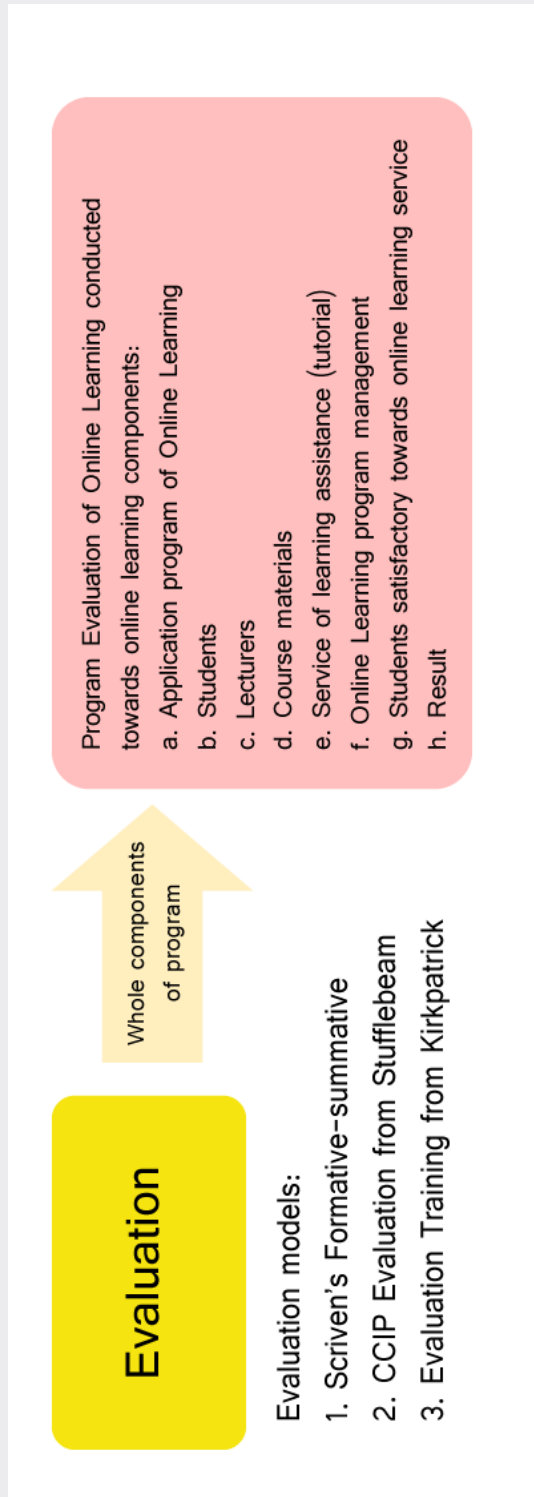 Evaluation
Evaluation models:
1. Scriven's Formative-summative
2. CCIP Evaluation from Stufflebeam
3. Evaluation Training from Kirkpatrick
Whole components
of program
Program Evaluation of Online Learning conducted
towards online learning components:
a. Application program of Online Learning
b. Students
c. Lecturers
d. Course materials
e. Service of learning assistance (tutorial)
f. Online Learning program management
g. Students satisfactory towards online learning service
h. Result